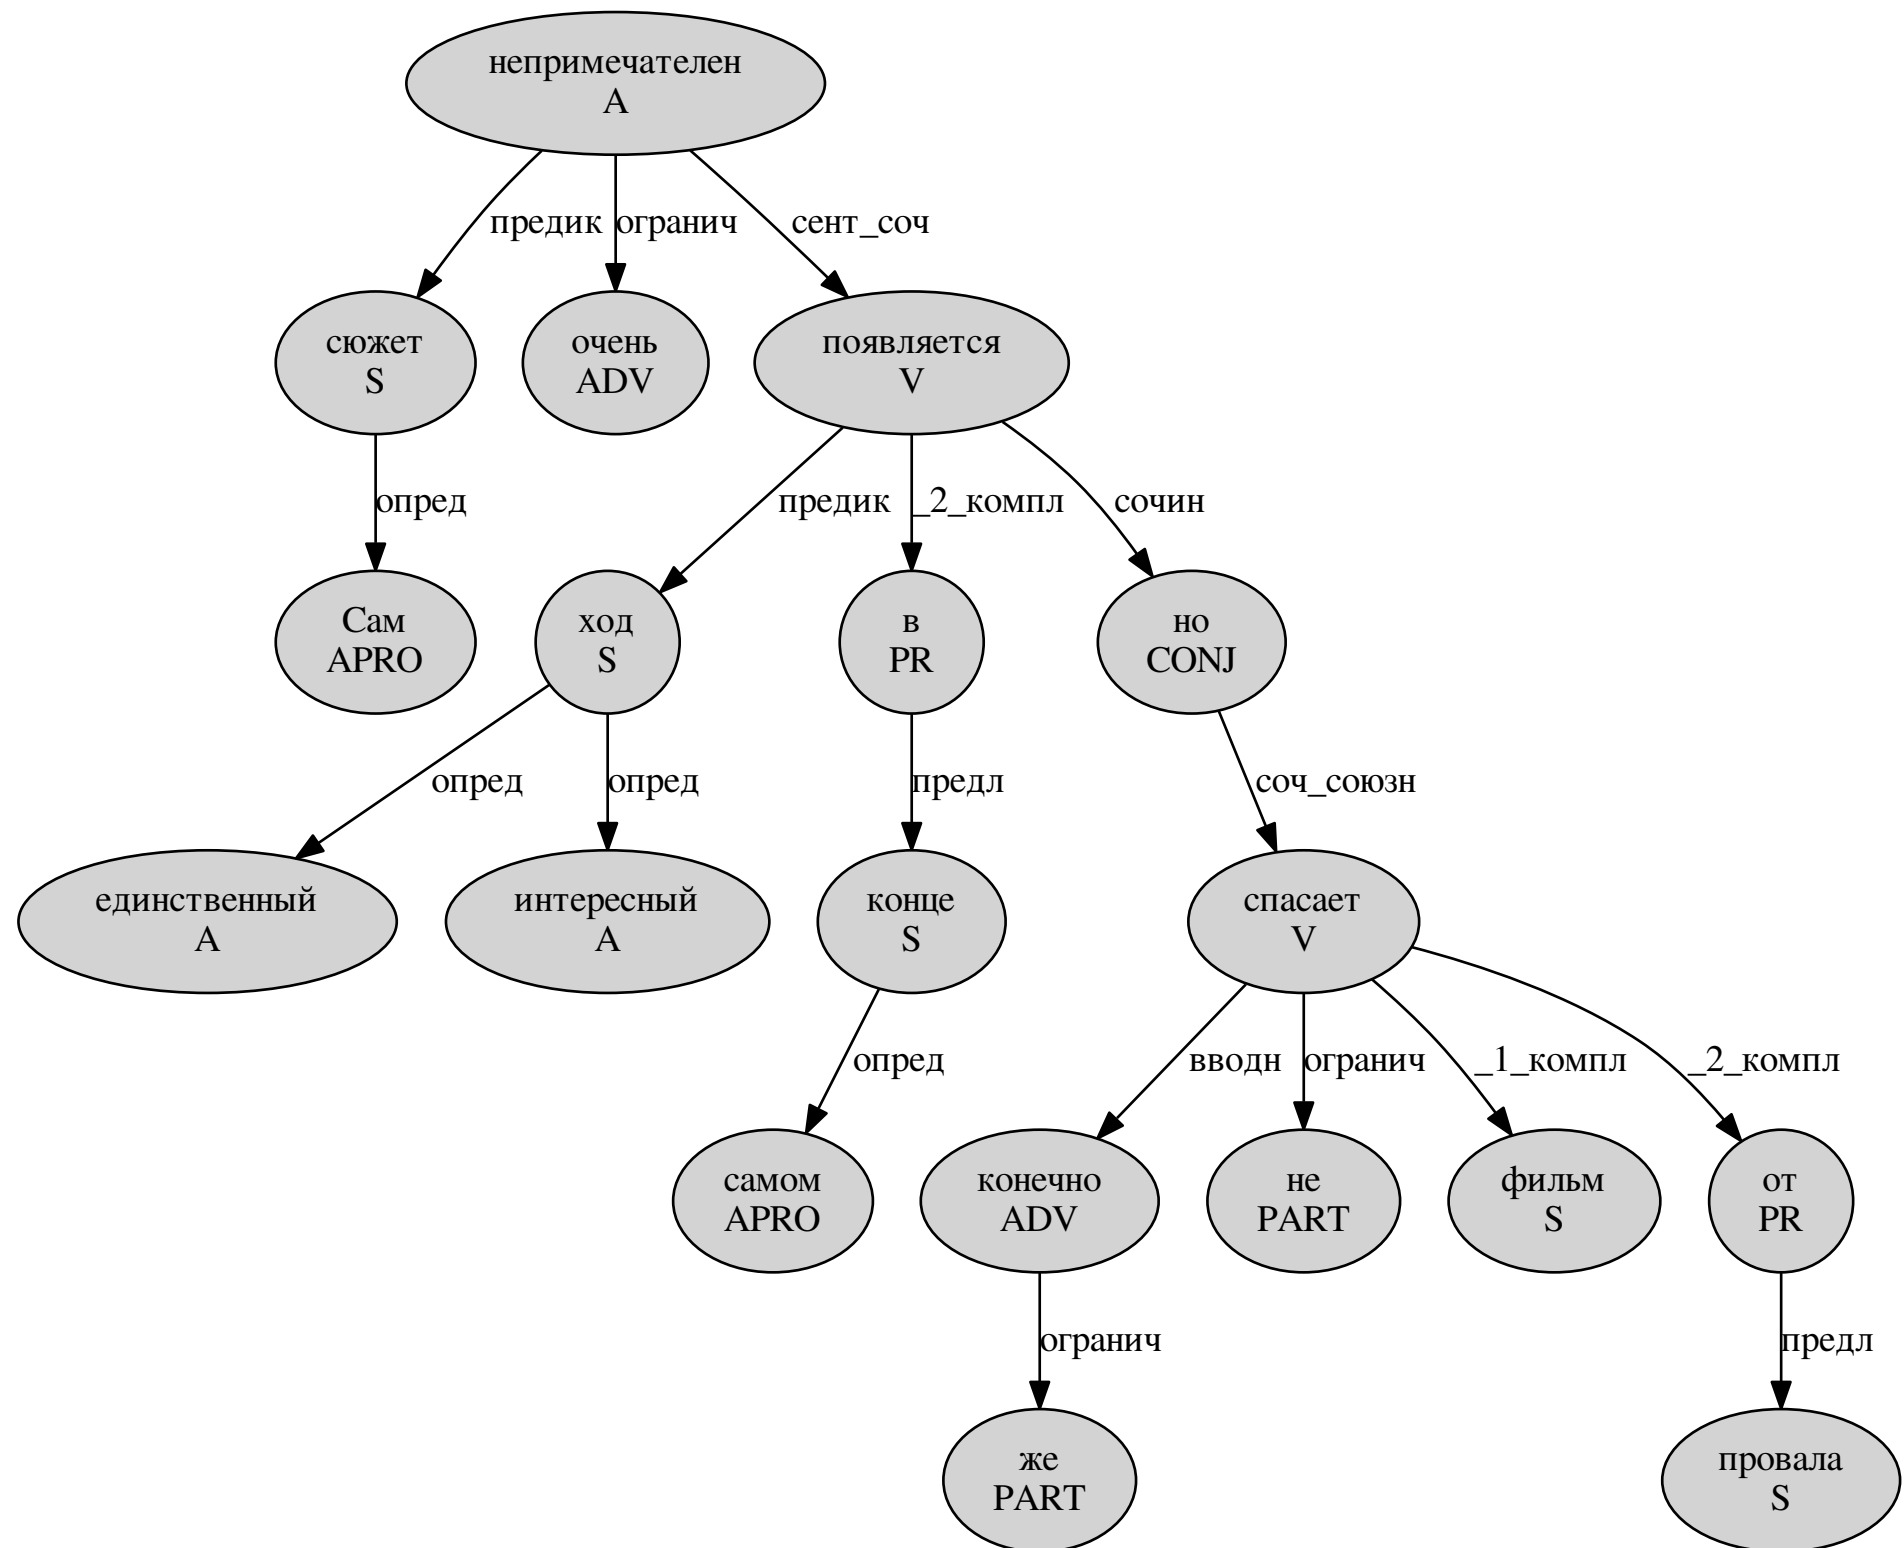 непримечателен
A
предик
огранич
сент_соч
сюжет
S
очень
ADV
появляется
V
опред
предик
_2_компл
сочин
Сам
APRO
ход
S
в
PR
но
CONJ
опред
опред
предл
соч_союзн
единственный
A
интересный
A
конце
S
спасает
V
опред
вводн
огранич
_1_компл
_2_компл
самом
APRO
конечно
ADV
не
PART
фильм
S
от
PR
огранич
предл
же
PART
провала
S